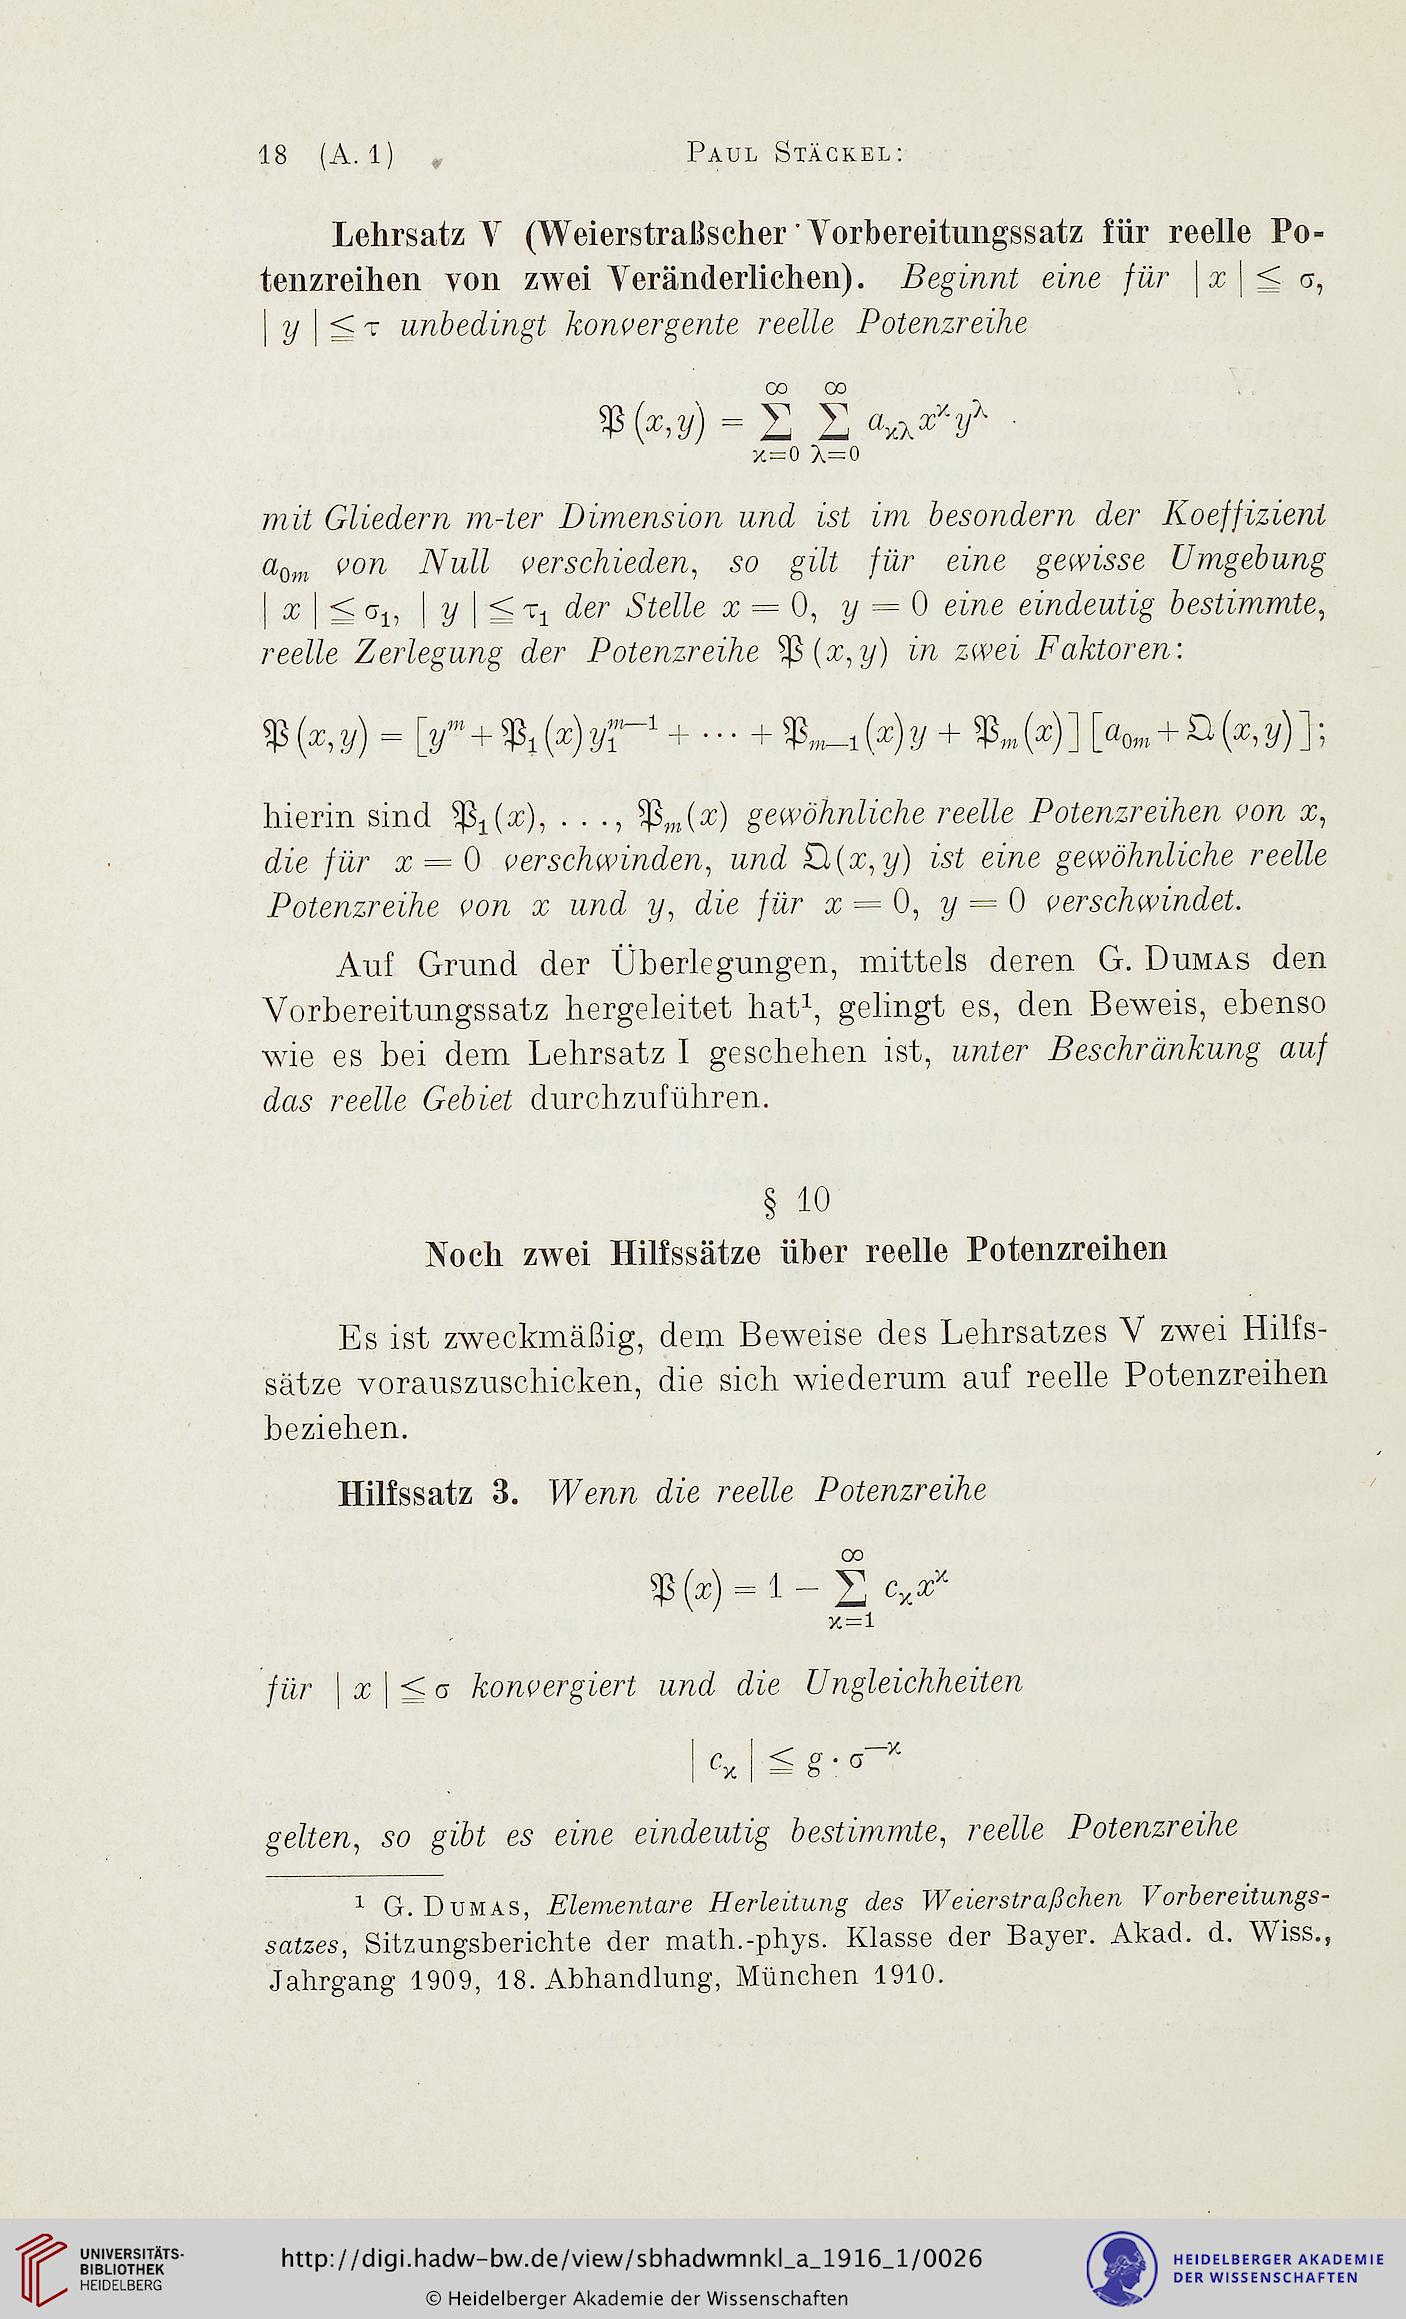 18 (A. 1) Paul Stäckel:
Lehrsatz V (Weierstraßscher Vorbereitungssatz für reelle Po-
tenzreihen von zwei Veränderlichen). Beginnt eine für | x | ≦ σ,
| y | ≦ τ unbedingt konvergente reelle Potenzreihe
𝔓 (x, y) = ∑_{ϰ=0}^{∞} ∑_{λ=0}^{∞} a_{ϰλ} x^ϰ y^λ
mit Gliedern m-ter Dimension und ist im besondern der Koeffizient
a_{0m} von Null verschieden, so gilt für eine gewisse Umgebung
| x | ≦ σ₁, | y | ≦ τ₁ der Stelle x = 0, y = 0 eine eindeutig bestimmte,
reelle Zerlegung der Potenzreihe 𝔓 (x, y) in zwei Faktoren:
𝔓 (x, y) = [y^m + 𝔓₁ (x) y₁^{m—1} + ··· + 𝔓_{m—1} (x) y + 𝔓_m (x)] [a_{0m} + 𝔔 (x, y)];
hierin sind 𝔓₁ (x), . . ., 𝔓_m (x) gewöhnliche reelle Potenzreihen von x,
die für x = 0 verschwinden, und 𝔔 (x, y) ist eine gewöhnliche reelle
Potenzreihe von x und y, die für x = 0, y = 0 verschwindet.
Auf Grund der Überlegungen, mittels deren G. Dumas den
Vorbereitungssatz hergeleitet hat¹, gelingt es, den Beweis, ebenso
wie es bei dem Lehrsatz I geschehen ist, unter Beschränkung auf
das reelle Gebiet durchzuführen.
§ 10
Noch zwei Hilfssätze über reelle Potenzreihen
Es ist zweckmäßig, dem Beweise des Lehrsatzes V zwei Hilfs-
sätze vorauszuschicken, die sich wiederum auf reelle Potenzreihen
beziehen.
Hilfssatz 3. Wenn die reelle Potenzreihe
𝔓 (x) = 1 — ∑_{ϰ=1}^{∞} c_ϰ x^ϰ
für | x | ≦ σ konvergiert und die Ungleichheiten
| c_ϰ | ≦ g · σ^{—ϰ}
gelten, so gibt es eine eindeutig bestimmte, reelle Potenzreihe
¹ G. Dumas, Elementare Herleitung des Weierstraßchen Vorbereitungs-
satzes, Sitzungsberichte der math.-phys. Klasse der Bayer. Akad. d. Wiss.,
Jahrgang 1909, 18. Abhandlung, München 1910.
UNIVERSITÄTS-
BIBLIOTHEK
HEIDELBERG
http://digi.hadw-bw.de/view/sbhadwmnkl_a_1916_1/0026
© Heidelberger Akademie der Wissenschaften
HEIDELBERGER AKADEMIE
DER WISSENSCHAFTEN